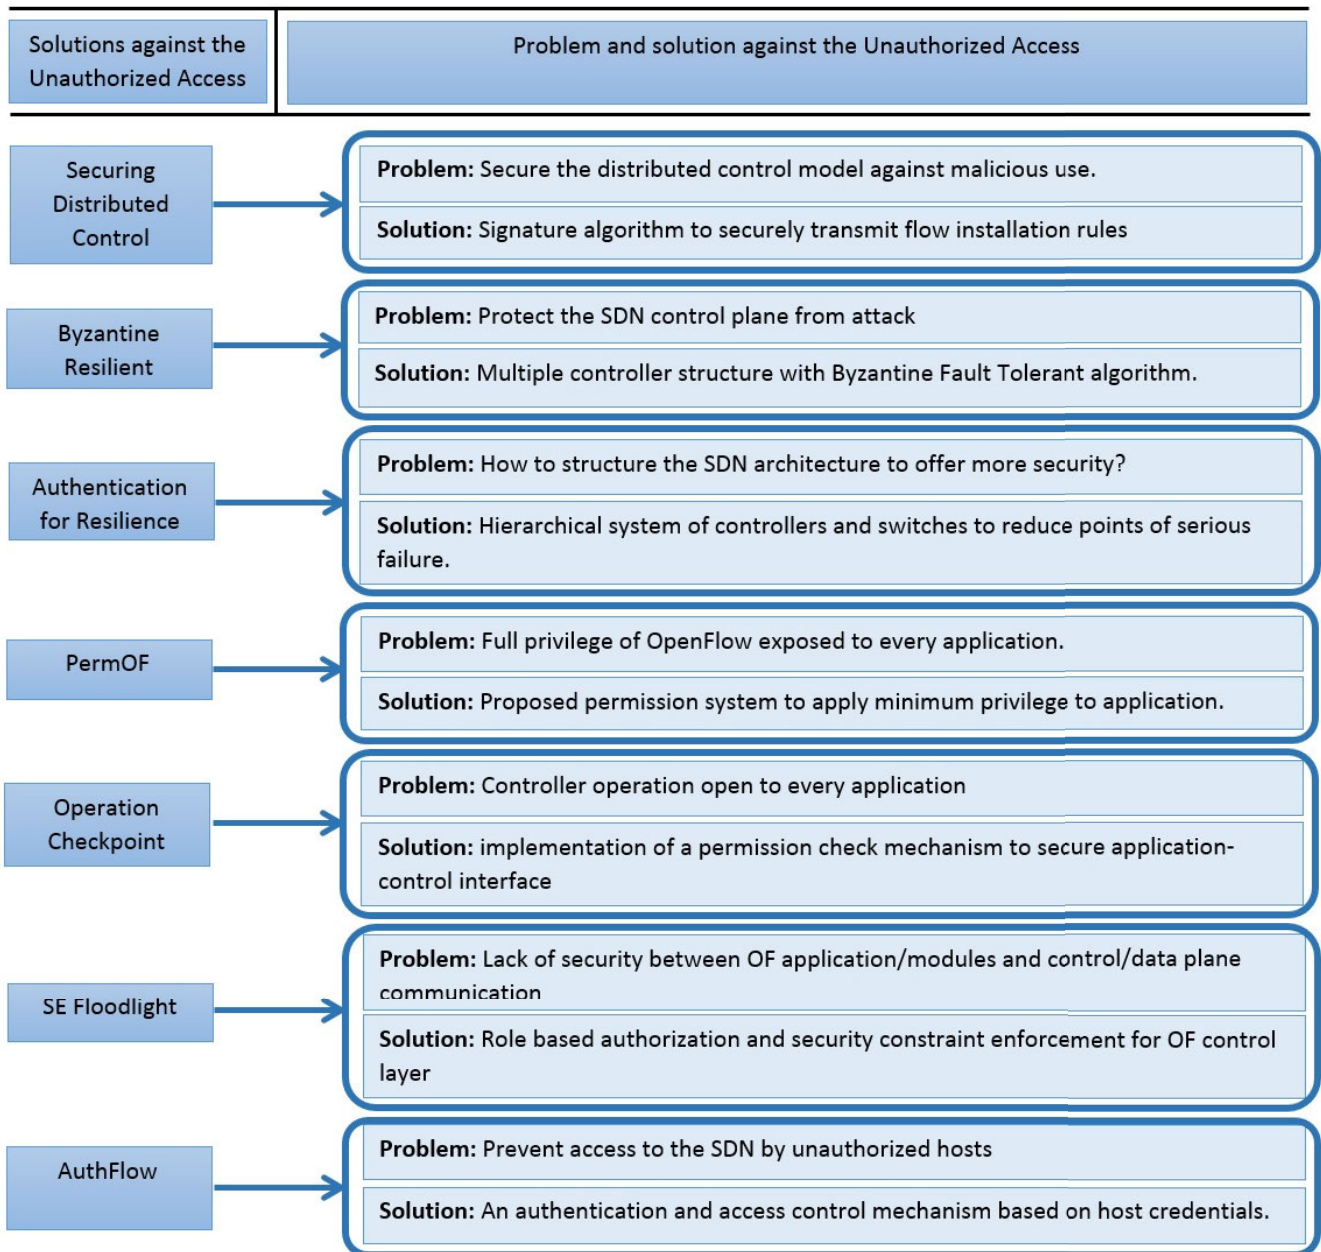 Solutions against the
Unauthorized Access
Problem and solution against the Unauthorized Access
Securing
Distributed
Control
Problem: Secure the distributed control model against malicious use.
Solution: Signature algorithm to securely transmit flow installation rules
Byzantine
Resilient
Problem: Protect the SDN control plane from attack
Solution: Multiple controller structure with Byzantine Fault Tolerant algorithm.
Authentication
for Resilience
Problem: How to structure the SDN architecture to offer more security?
Solution: Hierarchical system of controllers and switches to reduce points of serious
failure.
PermOF
Problem: Full privilege of OpenFlow exposed to every application.
Solution: Proposed permission system to apply minimum privilege to application.
Operation
Checkpoint
Problem: Controller operation open to every application
Solution: implementation of a permission check mechanism to secure application-
control interface
SE Floodlight
Problem: Lack of security between OF application/modules and control/data plane
communication
Solution: Role based authorization and security constraint enforcement for OF control
layer
AuthFlow
Problem: Prevent access to the SDN by unauthorized hosts
Solution: An authentication and access control mechanism based on host credentials.